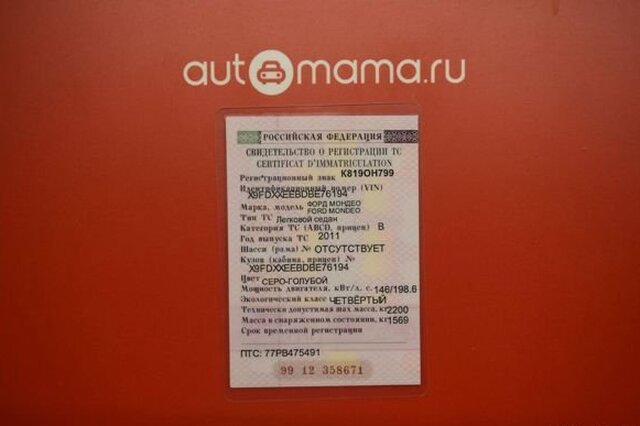 automama.ru
РОССИЙСКАЯ ФЕДЕРАЦИЯ
СВИДЕТЕЛЬСТВО О РЕГИСТРАЦИИ ТС
CERTIFICAT D'IMMATRICULATION
Регистрационный знак К819ОН799
Идентификационный номер (VIN)
X9FDXXEEBDBE76194
Марка, модель ФОРД МОНДЕО
FORD MONDEO
Тип ТС Легковой седан
Категория ТС (ABCD, прицеп) B
Год выпуска ТС 2011
Шасси (рама) № ОТСУТСТВУЕТ
Кузов (кабина, прицеп) №
X9FDXXEEBDBE76194
Цвет СЕРО-ГОЛУБОЙ
Мощность двигателя, кВт/л. с. 146/198.6
Экологический класс ЧЕТВЁРТЫЙ
Технически допустимая max масса, кг 2200
Масса в снаряженном состоянии, кг 1569
Срок временной регистрации
ПТС: 77РВ475491
99 12 358671